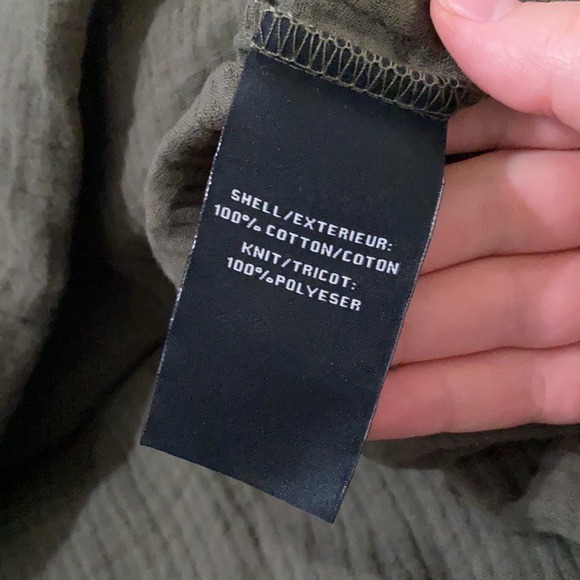 SHELL/EXTERIEUR:
100% COTTON/COTON
KNIT/TRICOT:
100%POLYESER